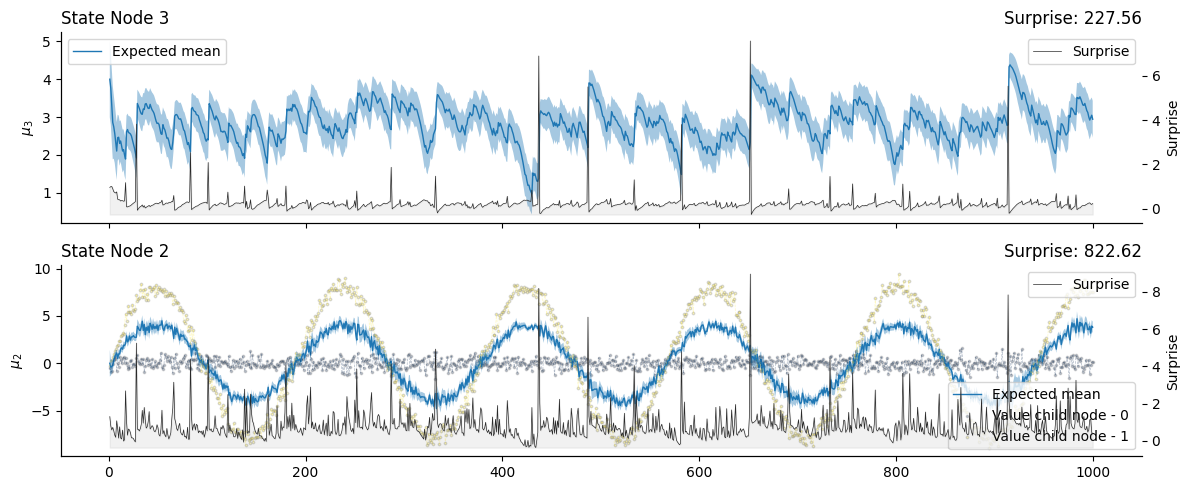 State Node 3
Surprise: 227.56
Expected mean
Surprise
5
4
3
2
1
μ3
6
4
2
0
Surprise
State Node 2
Surprise: 822.62
Surprise
10
5
0
−5
μ2
8
6
4
2
0
Surprise
Expected mean
Value child node - 0
Value child node - 1
0
200
400
600
800
1000